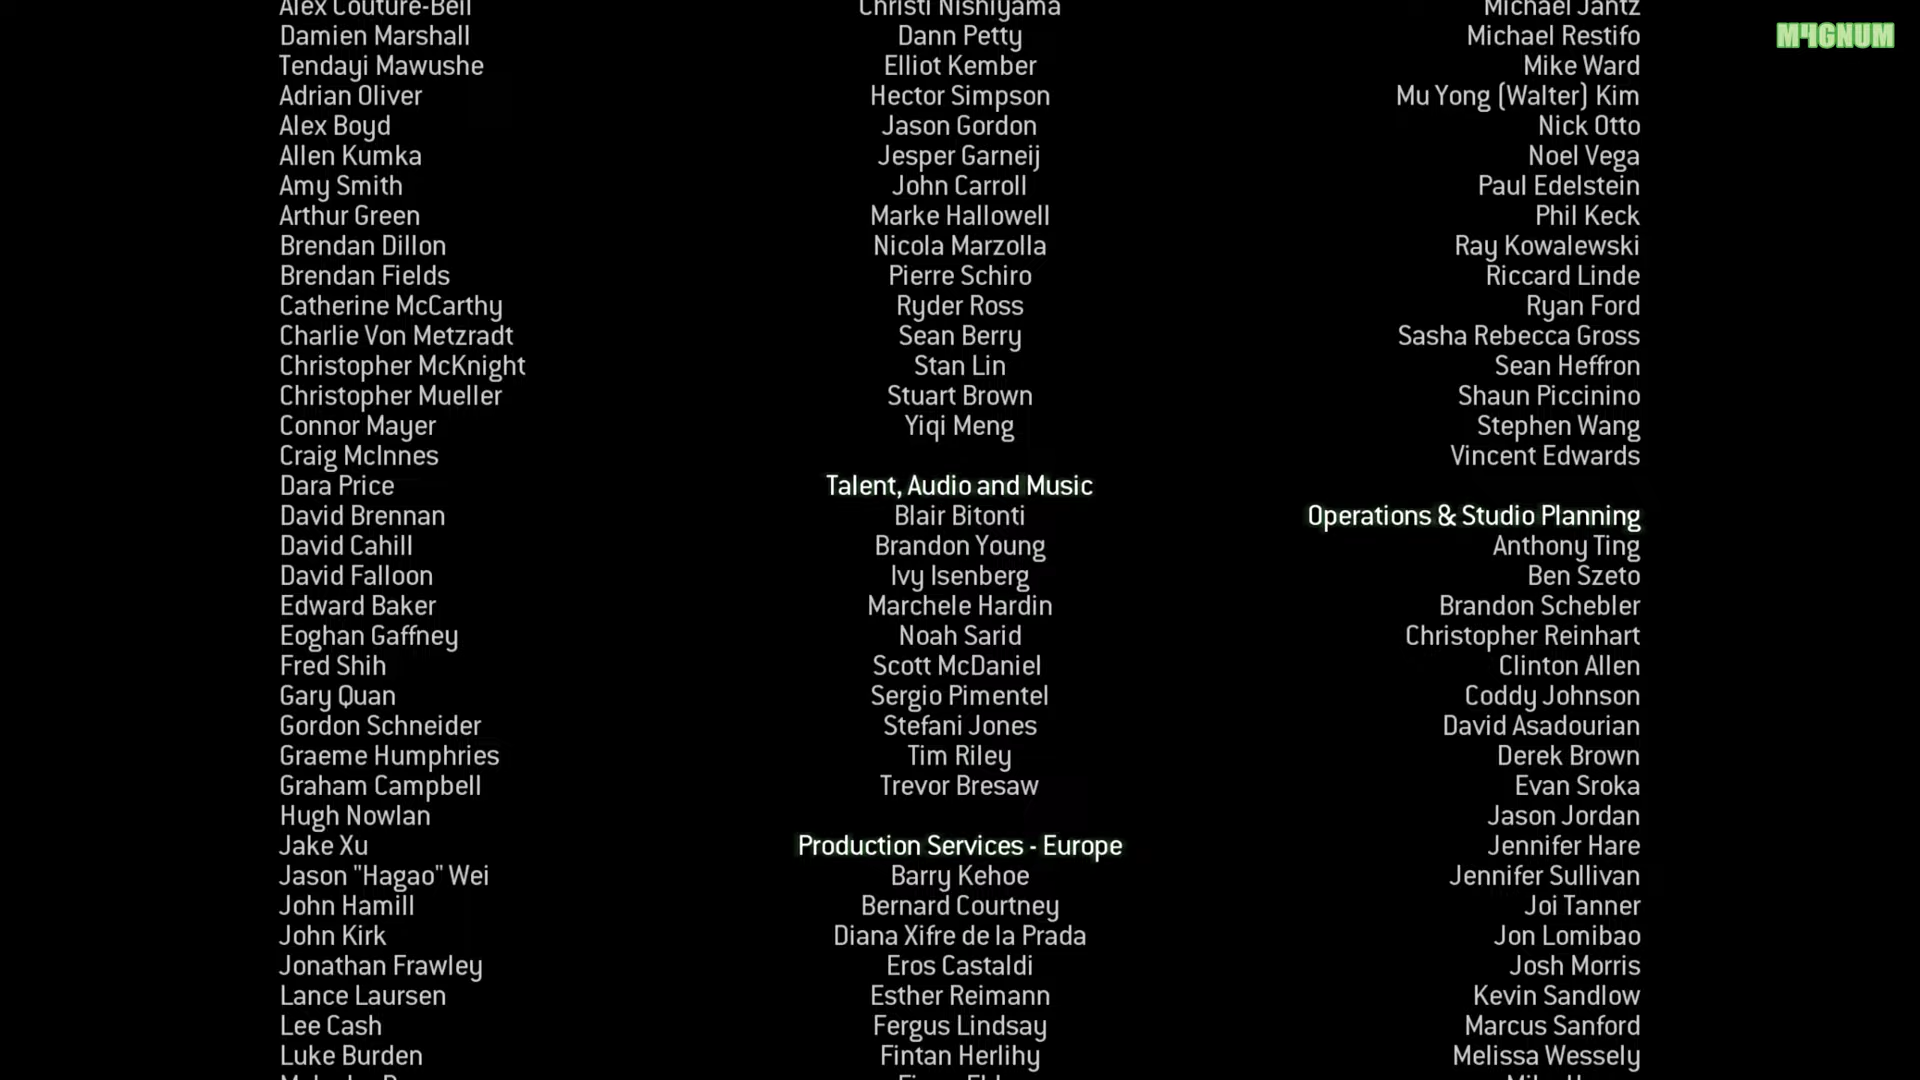 Alex Couture-Bell
Damien Marshall
Tendayi Mawushe
Adrian Oliver
Alex Boyd
Allen Kumka
Amy Smith
Arthur Green
Brendan Dillon
Brendan Fields
Catherine McCarthy
Charlie Von Metzradt
Christopher McKnight
Christopher Mueller
Connor Mayer
Craig McInnes
Dara Price
David Brennan
David Cahill
David Falloon
Edward Baker
Eoghan Gaffney
Fred Shih
Gary Quan
Gordon Schneider
Graeme Humphries
Graham Campbell
Hugh Nowlan
Jake Xu
Jason "Hagao" Wei
John Hamill
John Kirk
Jonathan Frawley
Lance Laursen
Lee Cash
Luke Burden
Christi Nishiyama
Dann Petty
Elliot Kember
Hector Simpson
Jason Gordon
Jesper Garneij
John Carroll
Marke Hallowell
Nicola Marzolla
Pierre Schiro
Ryder Ross
Sean Berry
Stan Lin
Stuart Brown
Yiqi Meng
Talent, Audio and Music
Blair Bitonti
Brandon Young
Ivy Isenberg
Marchele Hardin
Noah Sarid
Scott McDaniel
Sergio Pimentel
Stefani Jones
Tim Riley
Trevor Bresaw
Production Services - Europe
Barry Kehoe
Bernard Courtney
Diana Xifre de la Prada
Eros Castaldi
Esther Reimann
Fergus Lindsay
Fintan Herlihy
Michael Jantz
Michael Restifo
Mike Ward
Mu Yong (Walter) Kim
Nick Otto
Noel Vega
Paul Edelstein
Phil Keck
Ray Kowalewski
Riccard Linde
Ryan Ford
Sasha Rebecca Gross
Sean Heffron
Shaun Piccinino
Stephen Wang
Vincent Edwards
Operations & Studio Planning
Anthony Ting
Ben Szeto
Brandon Schebler
Christopher Reinhart
Clinton Allen
Coddy Johnson
David Asadourian
Derek Brown
Evan Sroka
Jason Jordan
Jennifer Hare
Jennifer Sullivan
Joi Tanner
Jon Lomibao
Josh Morris
Kevin Sandlow
Marcus Sanford
Melissa Wessely
M4GNUM